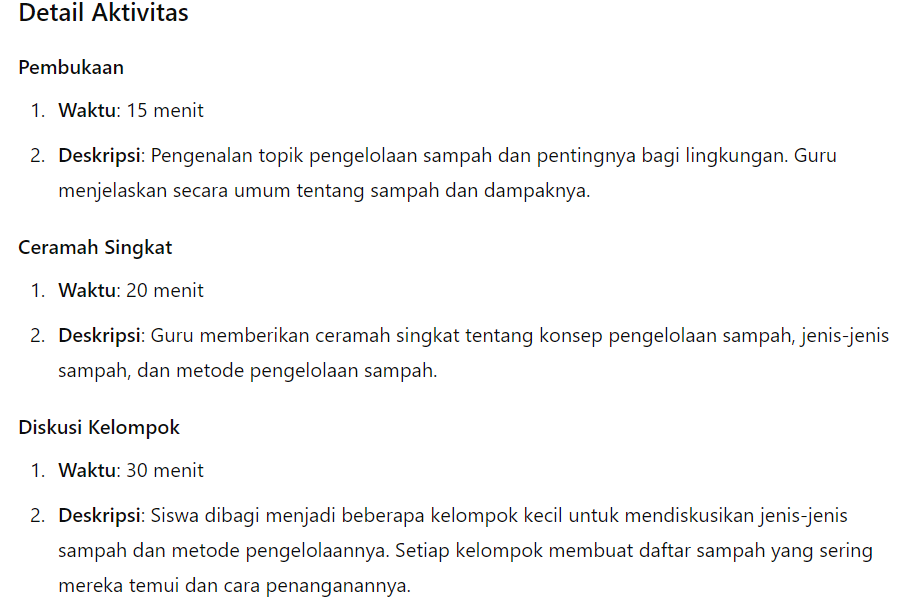 Detail Aktivitas
Pembukaan
1. Waktu: 15 menit
2. Deskripsi: Pengenalan topik pengelolaan sampah dan pentingnya bagi lingkungan. Guru
menjelaskan secara umum tentang sampah dan dampaknya.
Ceramah Singkat
1. Waktu: 20 menit
2. Deskripsi: Guru memberikan ceramah singkat tentang konsep pengelolaan sampah, jenis-jenis
sampah, dan metode pengelolaan sampah.
Diskusi Kelompok
1. Waktu: 30 menit
2. Deskripsi: Siswa dibagi menjadi beberapa kelompok kecil untuk mendiskusikan jenis-jenis
sampah dan metode pengelolaannya. Setiap kelompok membuat daftar sampah yang sering
mereka temui dan cara penanganannya.